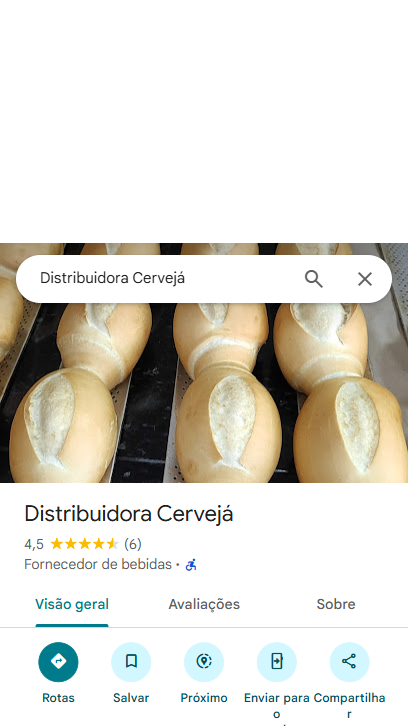 Distribuidora Cervejá
Distribuidora Cervejá
4,5 (6)
Fornecedor de bebidas ·
Visão geral
Avaliações
Sobre
Rotas
Salvar
Próximo
Enviar para
o
Compartilha
r